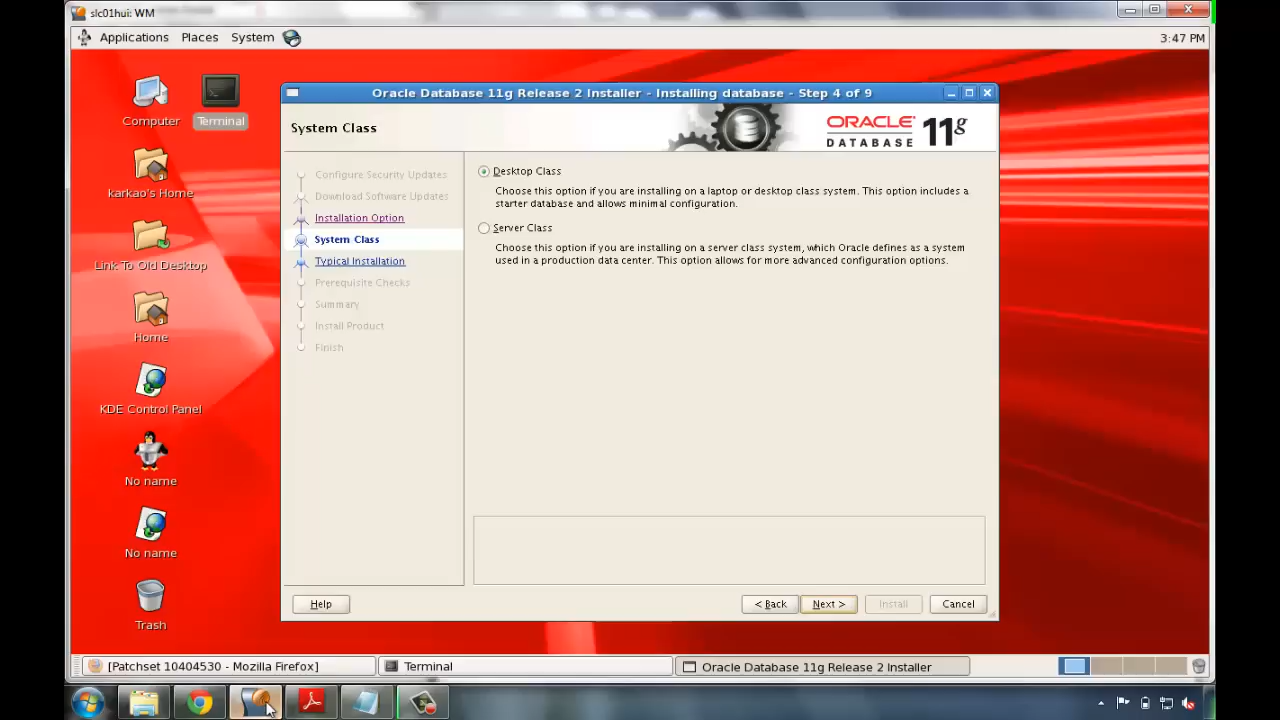 slc01hui: WM
Applications Places System
3:47 PM
Computer
Terminal
karkao's Home
Link To Old Desktop
Home
KDE Control Panel
No name
No name
Trash
Oracle Database 11g Release 2 Installer - Installing database - Step 4 of 9
System Class
ORACLE
DATABASE 11g
Configure Security Updates
Download Software Updates
Installation Option
System Class
Typical Installation
Prerequisite Checks
Summary
Install Product
Finish
Desktop Class
Choose this option if you are installing on a laptop or desktop class system. This option includes a
starter database and allows minimal configuration.
Server Class
Choose this option if you are installing on a server class system, which Oracle defines as a system
used in a production data center. This option allows for more advanced configuration options.
Help
< Back
Next >
Install
Cancel
[Patchset 10404530 - Mozilla Firefox]
Terminal
Oracle Database 11g Release 2 Installer